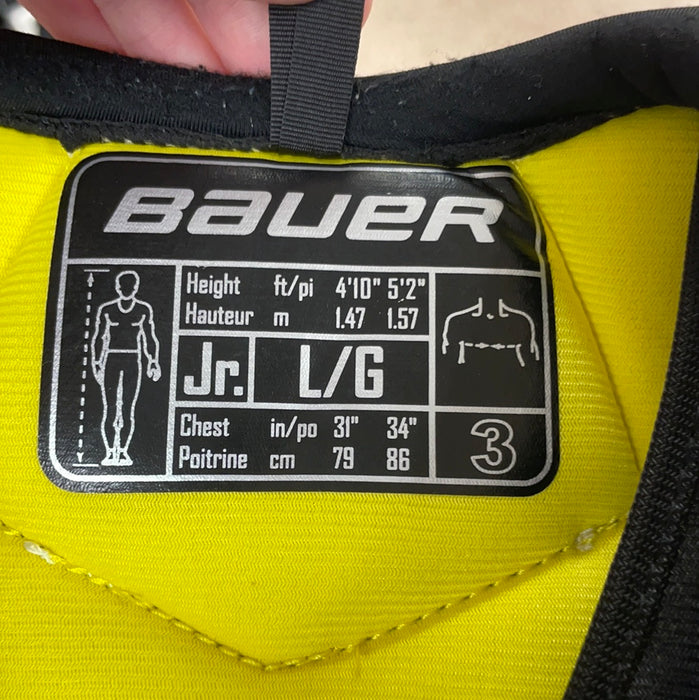 BAUER
Height ft/pi 4'10" 5'2"
Hauteur m 1.47 1.57
Jr. L/G
Chest in/po 31" 34"
Poitrine cm 79 86
3